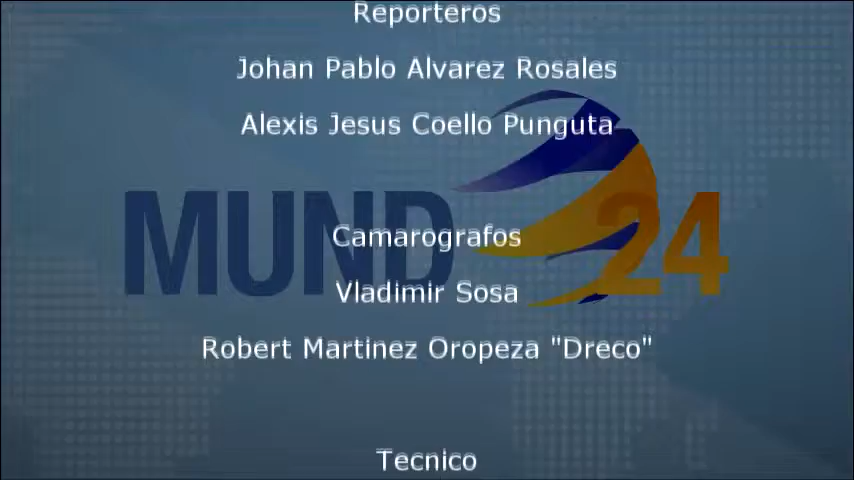 Reporteros
Johan Pablo Alvarez Rosales
Alexis Jesus Coello Punguta
MUND 24
Camarografos
Vladimir Sosa
Robert Martinez Oropeza "Dreco"
Tecnico